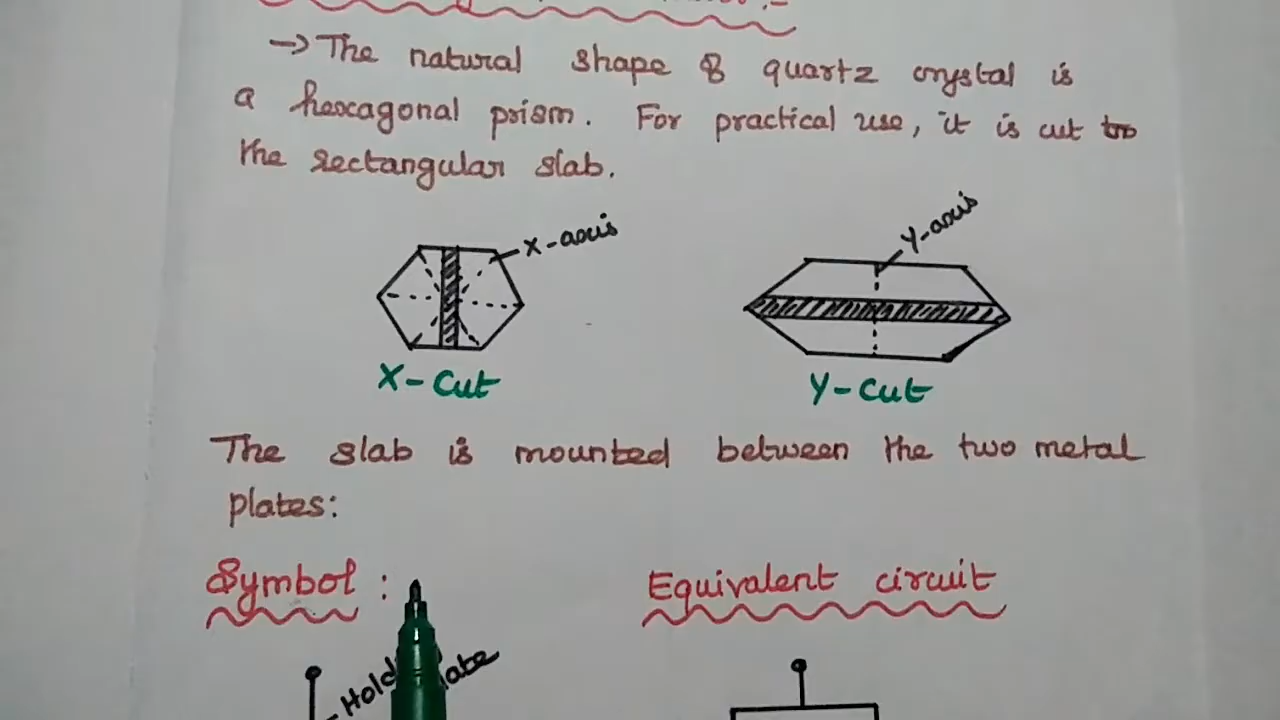 → The natural shape of quartz crystal is
a hexagonal prism. For practical use, it is cut to
the rectangular slab.
X-axis
Y-axis
X-Cut
Y-Cut
The slab is mounted between the two metal
plates:
Symbol :
Equivalent circuit